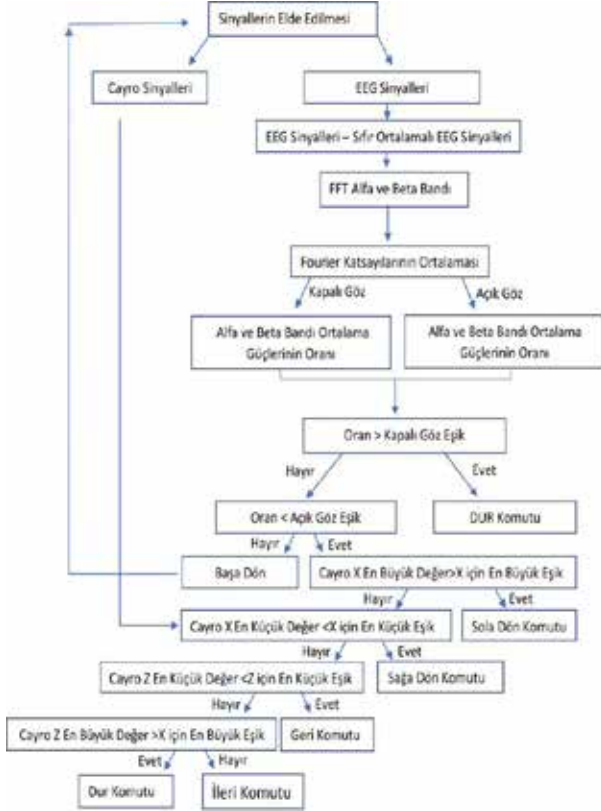 Sinyallerin Elde Edilmesi
Cayro Sinyalleri
EEG Sinyalleri
EEG Sinyalleri – Sıfır Ortalamalı EEG Sinyalleri
FFT Alfa ve Beta Bandı
Fourier Katsayılarının Ortalaması
Kapalı Göz
Açık Göz
Alfa ve Beta Bandı Ortalama
Güçlerinin Oranı
Alfa ve Beta Bandı Ortalama
Güçlerinin Oranı
Oran > Kapalı Göz Eşik
Hayır
Evet
Oran < Açık Göz Eşik
DUR Komutu
Hayır
Evet
Başa Dön
Cayro X En Büyük Değer>X için En Büyük Eşik
Hayır
Evet
Cayro X En Küçük Değer <X için En Küçük Eşik
Sola Dön Komutu
Hayır
Evet
Cayro Z En Küçük Değer <Z için En Küçük Eşik
Sağa Dön Komutu
Hayır
Evet
Cayro Z En Büyük Değer >X için En Büyük Eşik
Geri Komutu
Evet
Hayır
Dur Komutu
İleri Komutu